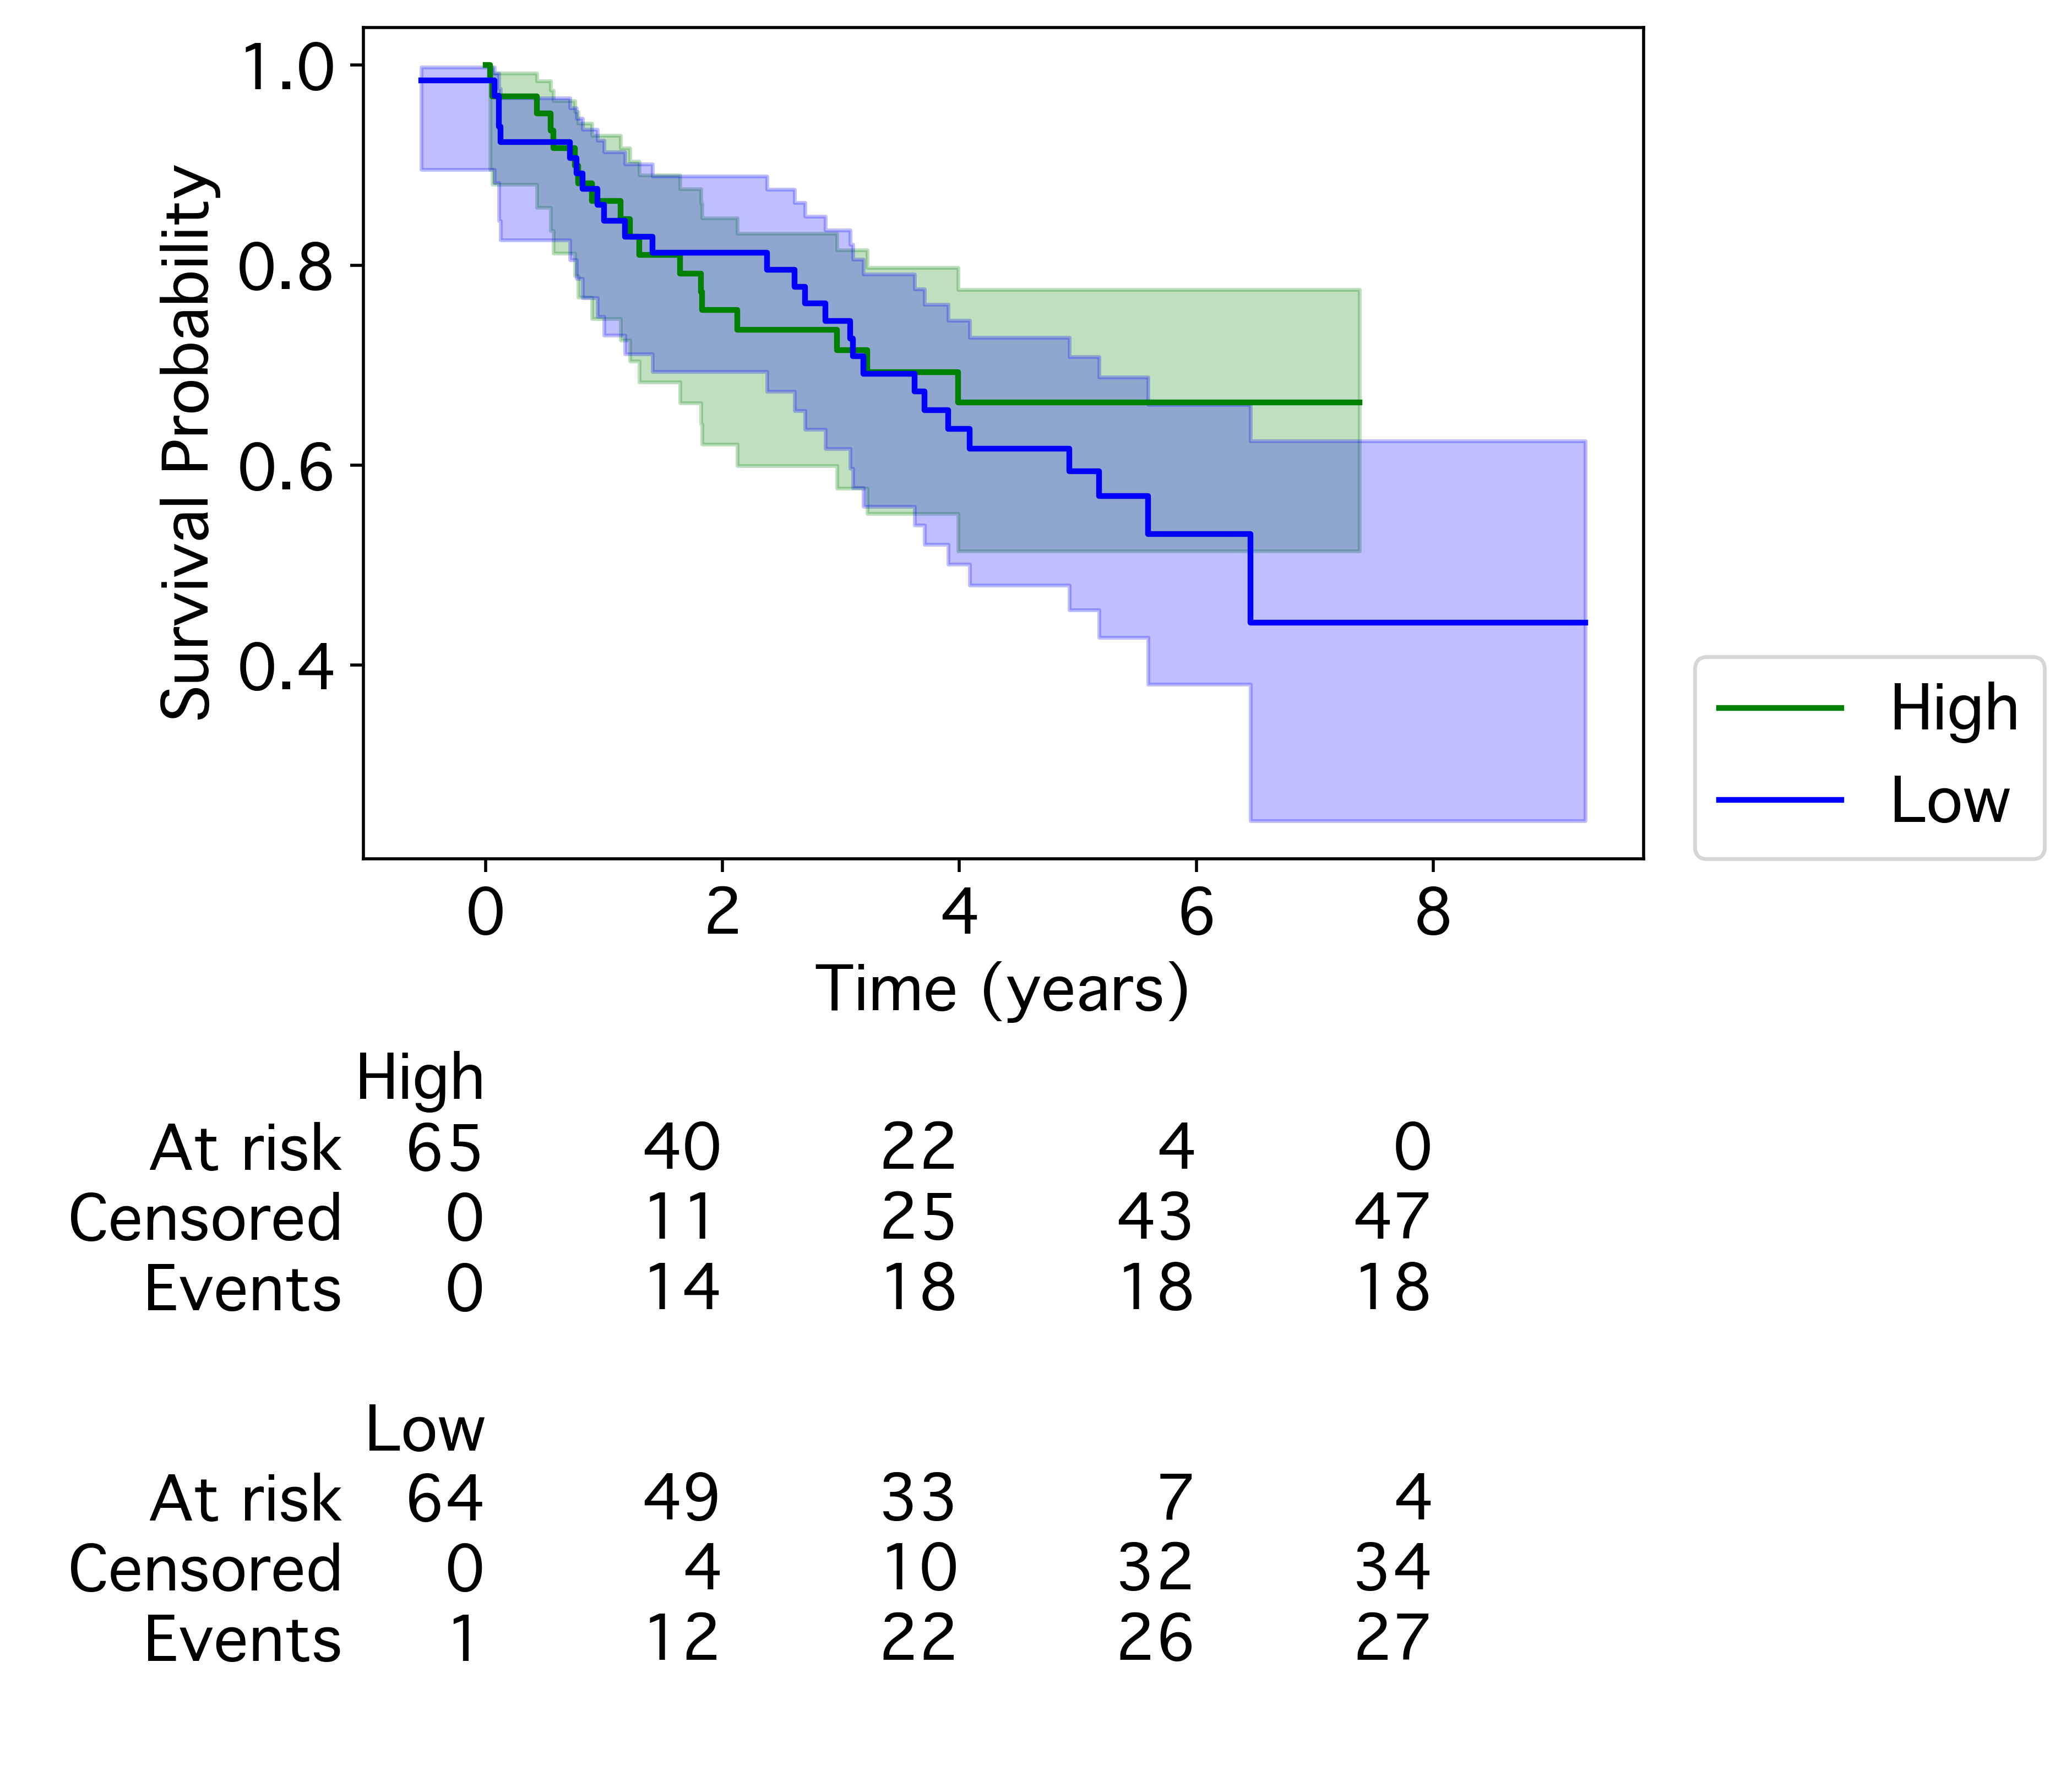 1.0
0.8
0.6
0.4
Survival Probability
0 2 4 6 8
Time (years)
High
Low
High
At risk 65 40 22 4 0
Censored 0 11 25 43 47
Events 0 14 18 18 18
Low
At risk 64 49 33 7 4
Censored 0 4 10 32 34
Events 1 12 22 26 27